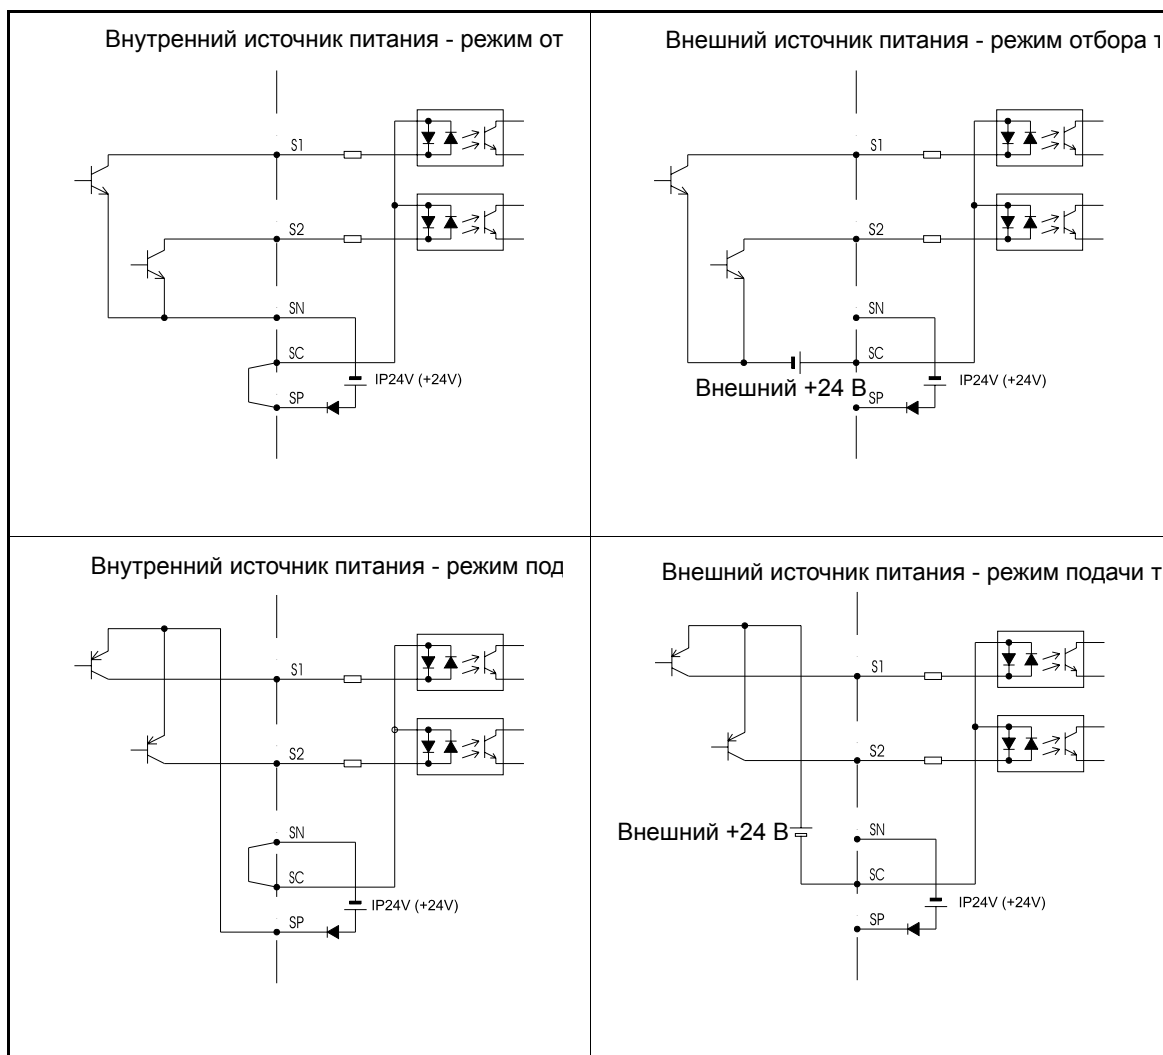 Внутренний источник питания - режим от
S1
S2
SN
SC
IP24V (+24V)
SP
Внешний источник питания - режим отбора т
S1
S2
SN
SC
IP24V (+24V)
Внешний +24 В
SP
Внутренний источник питания - режим под
S1
S2
SN
SC
IP24V (+24V)
SP
Внешний источник питания - режим подачи т
S1
S2
Внешний +24 В
SN
SC
IP24V (+24V)
SP